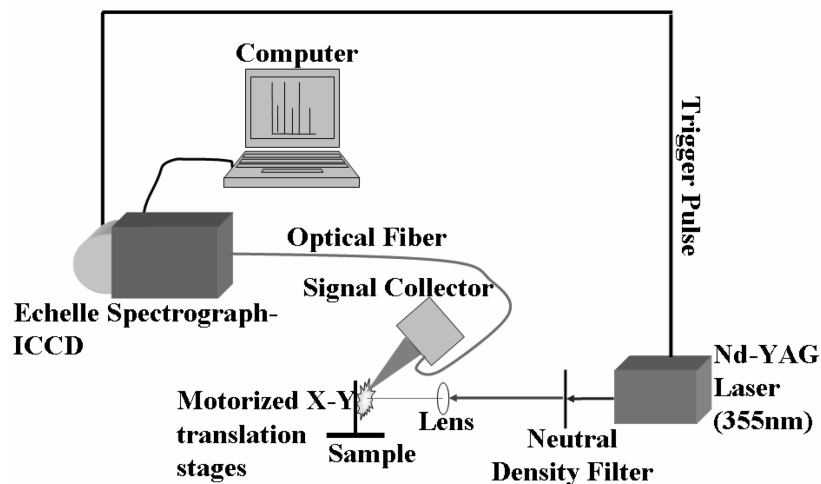 Computer
Trigger Pulse
Optical Fiber
Signal Collector
Echelle Spectrograph-
ICCD
Nd-YAG
Laser
(355nm)
Motorized X-Y
translation
stages
Lens
Sample
Neutral
Density Filter